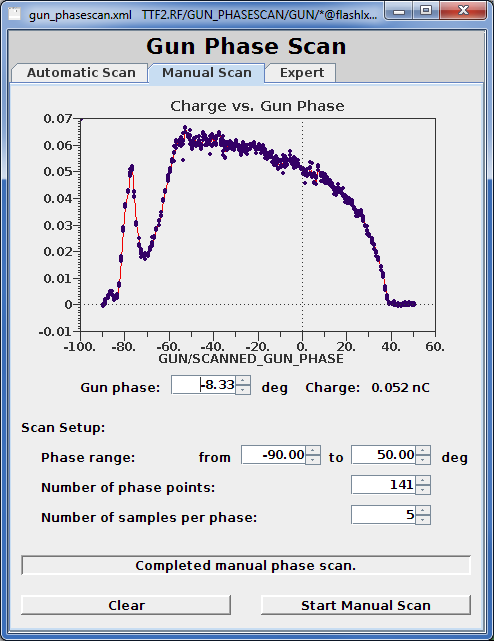 gun_phasescan.xml TTF2.RF/GUN_PHASESCAN/GUN/*@flashlx...
Gun Phase Scan
Automatic Scan Manual Scan Expert
Charge vs. Gun Phase
0.07
0.06
0.05
0.04
0.03
0.02
0.01
0
-0.01
-100. -80. -60. -40. -20. 0. 20. 40. 60.
GUN/SCANNED_GUN_PHASE
Gun phase: -8.33 deg Charge: 0.052 nC
Scan Setup:
Phase range: from -90.00 to 50.00 deg
Number of phase points: 141
Number of samples per phase: 5
Completed manual phase scan.
Clear Start Manual Scan